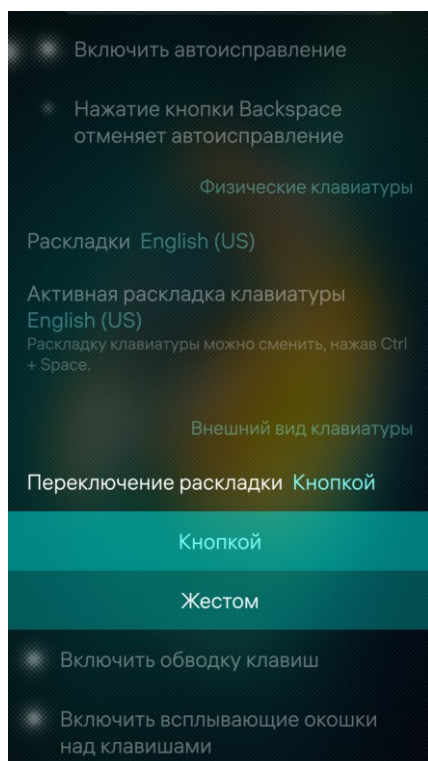 Включить автоисправление
Нажатие кнопки Backspace
отменяет автоисправление
Физические клавиатуры
Раскладки English (US)
Активная раскладка клавиатуры
English (US)
Раскладку клавиатуры можно сменить, нажав Ctrl
+ Space.
Внешний вид клавиатуры
Переключение раскладки Кнопкой
Кнопкой
Жестом
Включить обводку клавиш
Включить всплывающие окошки
над клавишами